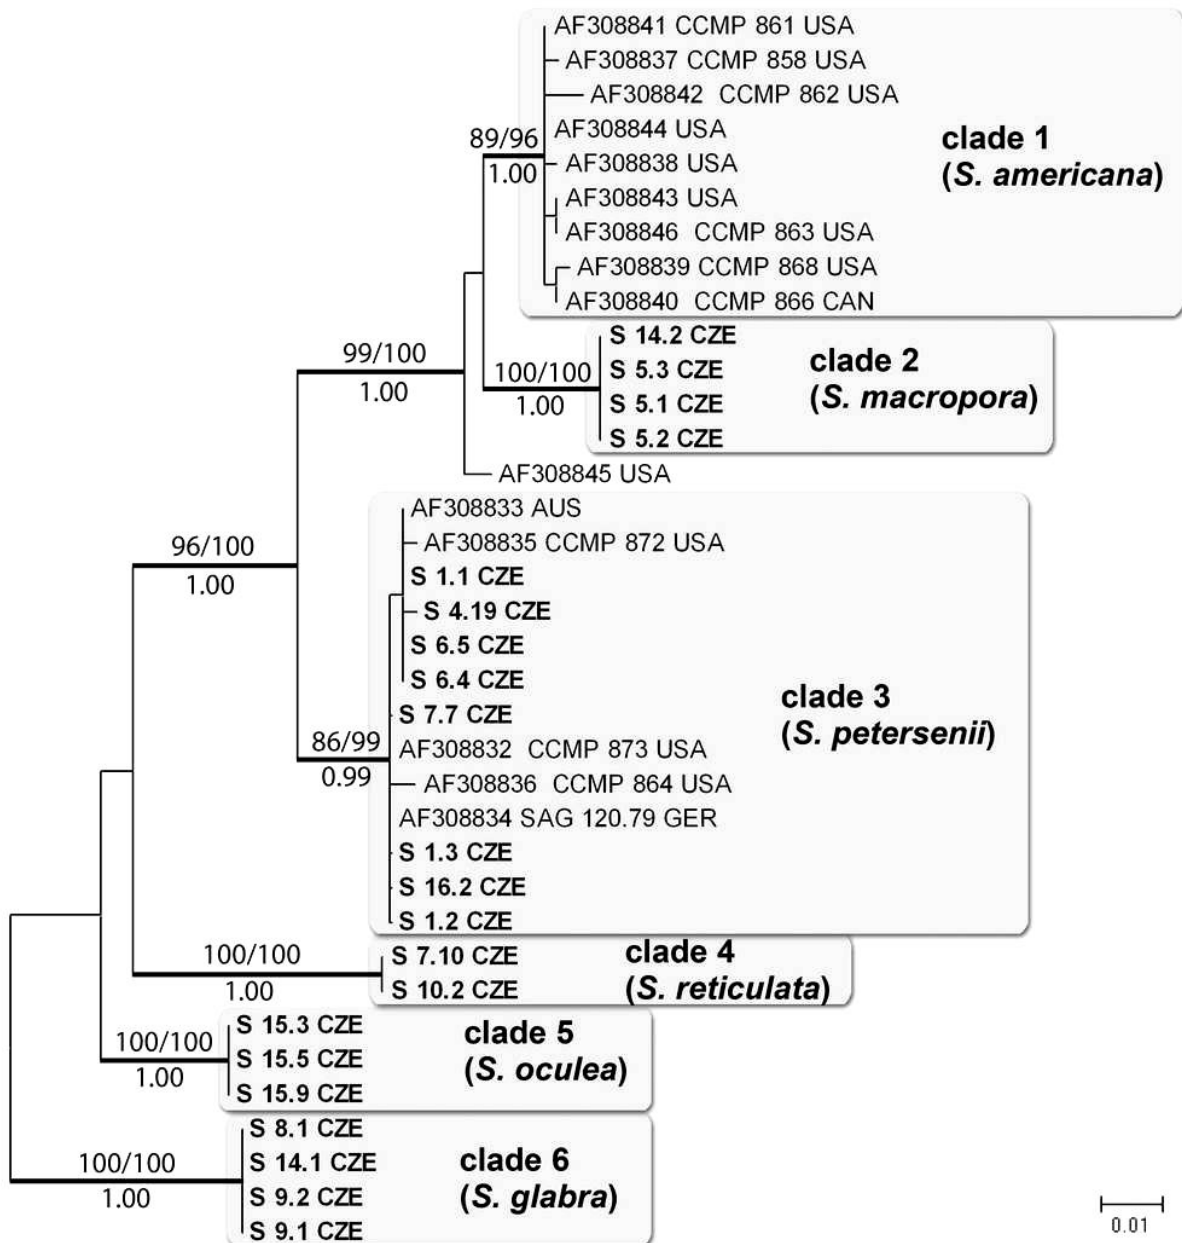 AF308841 CCMP 861 USA
AF308837 CCMP 858 USA
AF308842 CCMP 862 USA
89/96
1.00
AF308844 USA
AF308838 USA
AF308843 USA
AF308846 CCMP 863 USA
AF308839 CCMP 868 USA
AF308840 CCMP 866 CAN
clade 1
(S. americana)
99/100
1.00
100/100
1.00
S 14.2 CZE
S 5.3 CZE
S 5.1 CZE
S 5.2 CZE
clade 2
(S. macropora)
AF308845 USA
96/100
1.00
86/99
0.99
AF308833 AUS
AF308835 CCMP 872 USA
S 1.1 CZE
S 4.19 CZE
S 6.5 CZE
S 6.4 CZE
S 7.7 CZE
AF308832 CCMP 873 USA
AF308836 CCMP 864 USA
AF308834 SAG 120.79 GER
S 1.3 CZE
S 16.2 CZE
S 1.2 CZE
clade 3
(S. petersenii)
100/100
1.00
S 7.10 CZE
S 10.2 CZE
clade 4
(S. reticulata)
100/100
1.00
S 15.3 CZE
S 15.5 CZE
S 15.9 CZE
clade 5
(S. oculea)
100/100
1.00
S 8.1 CZE
S 14.1 CZE
S 9.2 CZE
S 9.1 CZE
clade 6
(S. glabra)
0.01